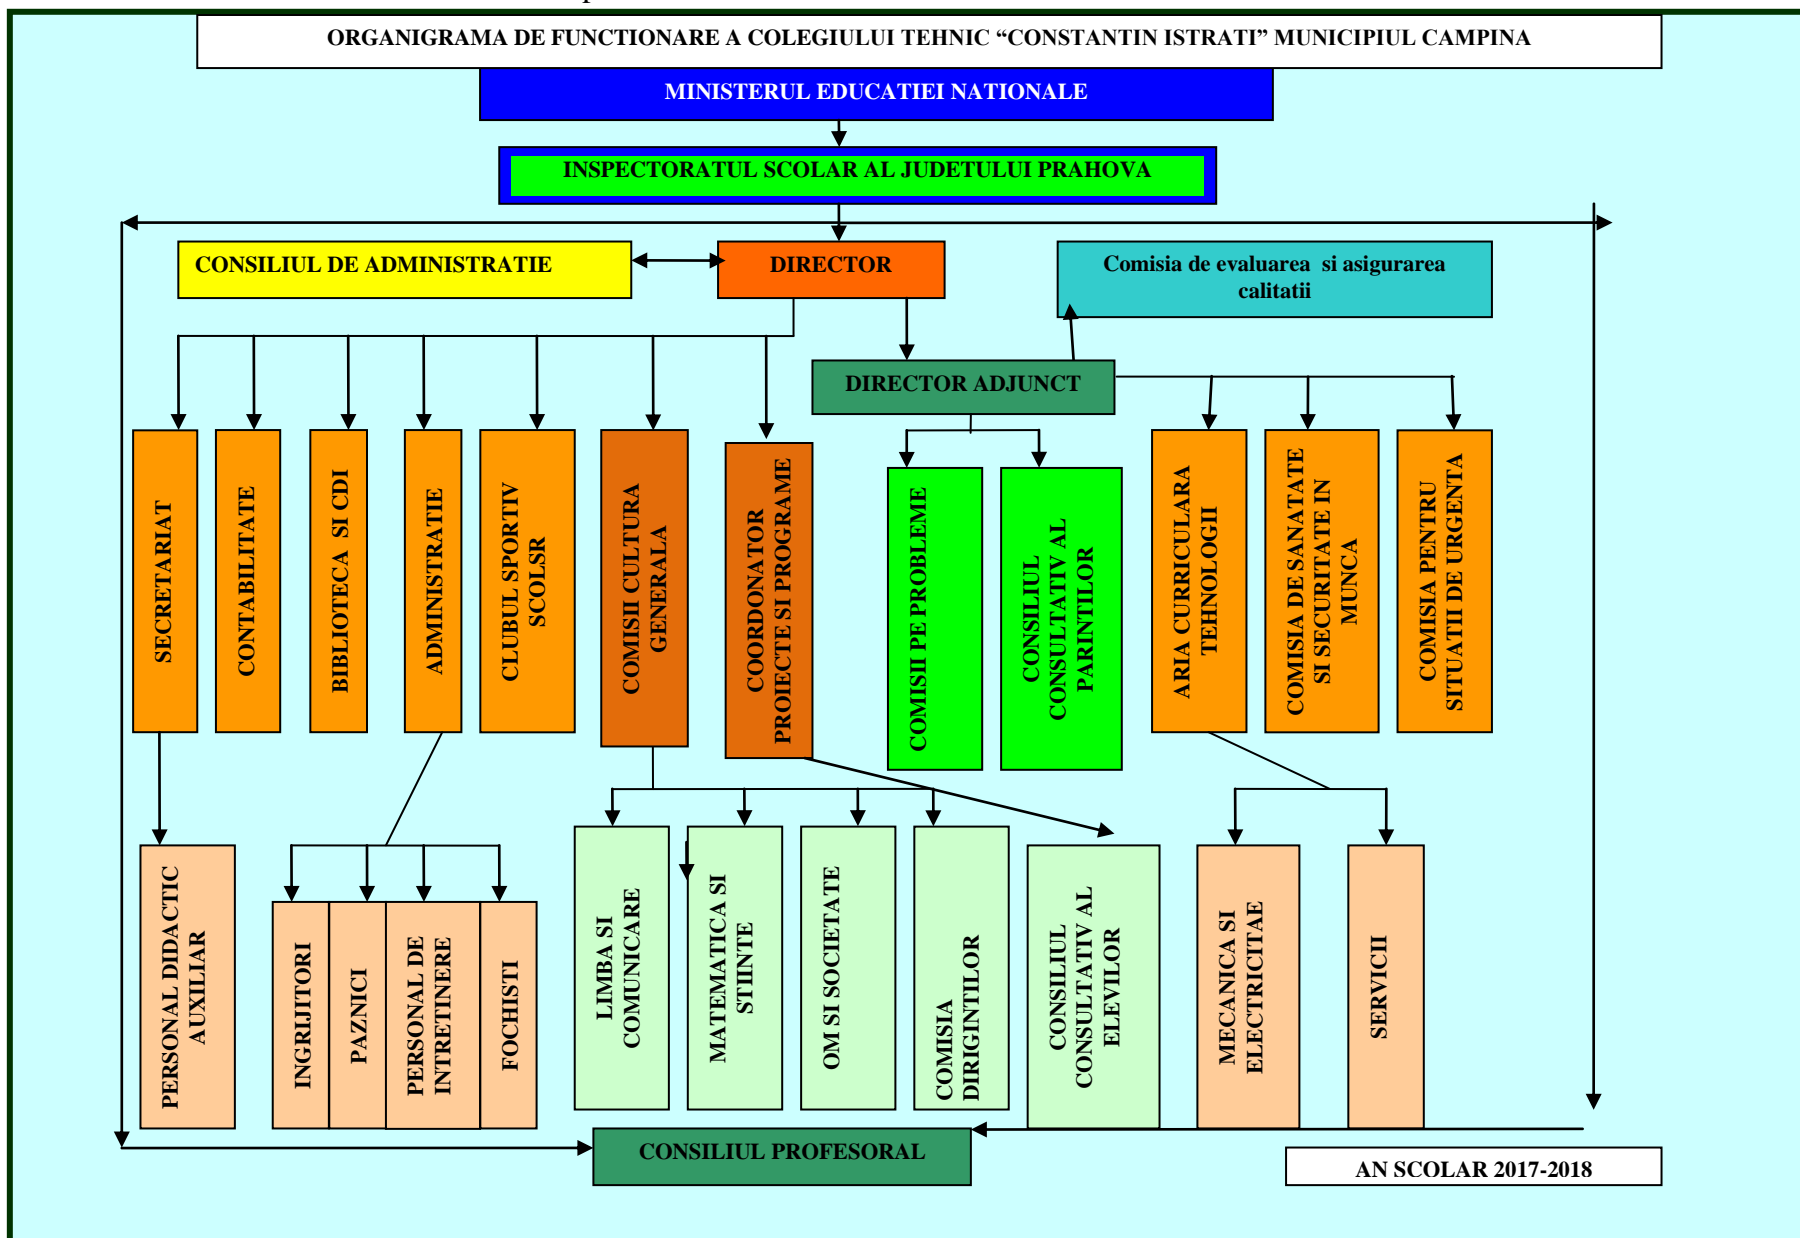 ORGANIGRAMA DE FUNCTIONARE A COLEGIULUI TEHNIC “CONSTANTIN ISTRATI” MUNICIPIUL CAMPINA
MINISTERUL EDUCATIEI NATIONALE
INSPECTORATUL SCOLAR AL JUDETULUI PRAHOVA
CONSILIUL DE ADMINISTRATIE
DIRECTOR
Comisia de evaluarea si asigurarea
calitatii
DIRECTOR ADJUNCT
SECRETARIAT
CONTABILITATE
BIBLIOTECA SI CDI
ADMINISTRATIE
CLUBUL SPORTIV
SCOLSR
COMISII CULTURA
GENERALA
COORDONATOR
PROIECTE SI PROGRAME
COMISII PE PROBLEME
CONSILIUL
CONSULTATIV AL
PARINTILOR
ARIA CURRICULARA
TEHNOLOGII
COMISIA DE SANATATE
SI SECURITATE IN
MUNCA
COMISIA PENTRU
SITUATII DE URGENTA
PERSONAL DIDACTIC
AUXILIAR
INGRIJITORI
PAZNICI
PERSONAL DE
INTRETINERE
FOCHISTI
LIMBA SI
COMUNICARE
MATEMATICA SI
STIINTE
OM SI SOCIETATE
COMISIA
DIRIGINTILOR
CONSILIUL
CONSULTATIV AL
ELEVILOR
MECANICA SI
ELECTRICITAE
SERVICII
CONSILIUL PROFESORAL
AN SCOLAR 2017-2018